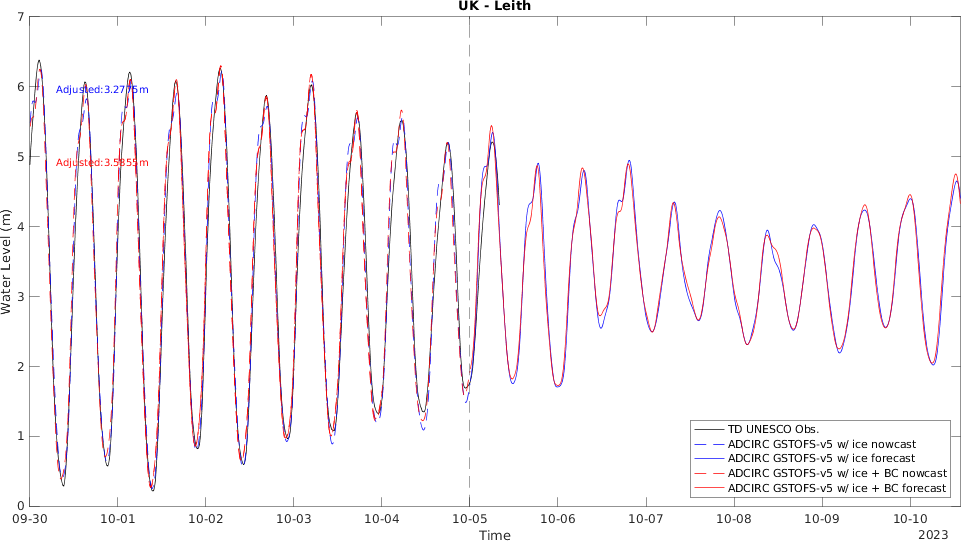 UK - Leith
7
6
5
4
3
2
1
0
Water Level (m)
Adjusted:3.2775m
Adjusted:3.5855m
09-30 10-01 10-02 10-03 10-04 10-05 10-06 10-07 10-08 10-09 10-10
Time
2023
TD UNESCO Obs.
ADCIRC GSTOFS-v5 w/ ice nowcast
ADCIRC GSTOFS-v5 w/ ice forecast
ADCIRC GSTOFS-v5 w/ ice + BC nowcast
ADCIRC GSTOFS-v5 w/ ice + BC forecast